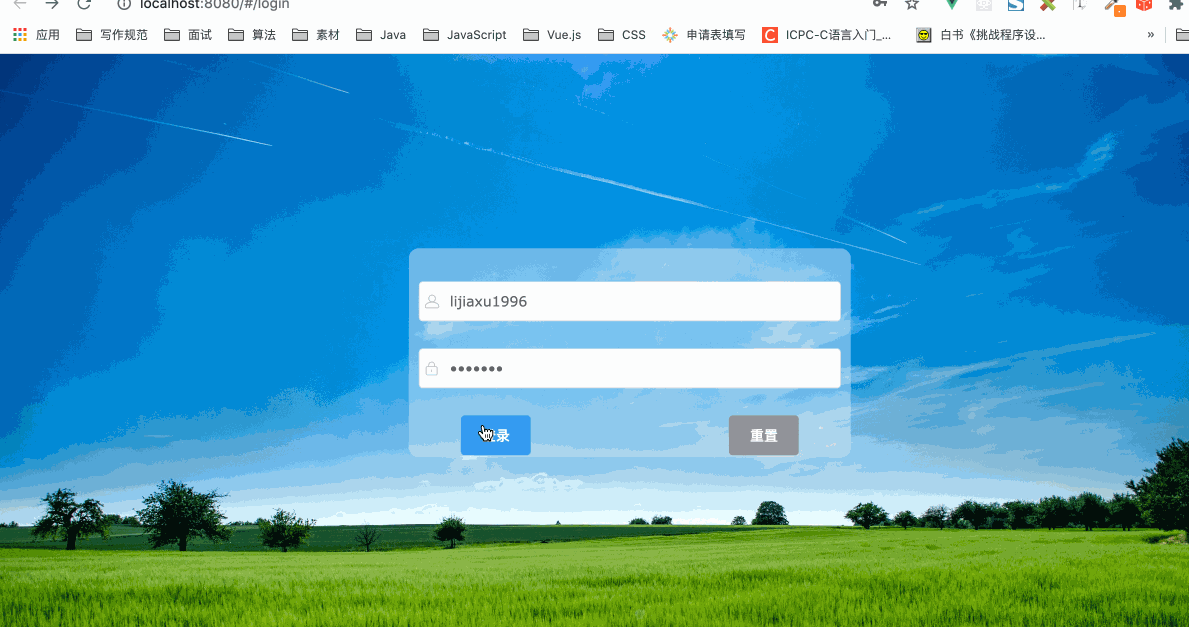 localhost:8080/#/login
应用 写作规范 面试 算法 素材 Java JavaScript Vue.js CSS 申请表填写 ICPC-C语言入门_... 白书《挑战程序设... »
lijiaxu1996
•••••••
录 重置